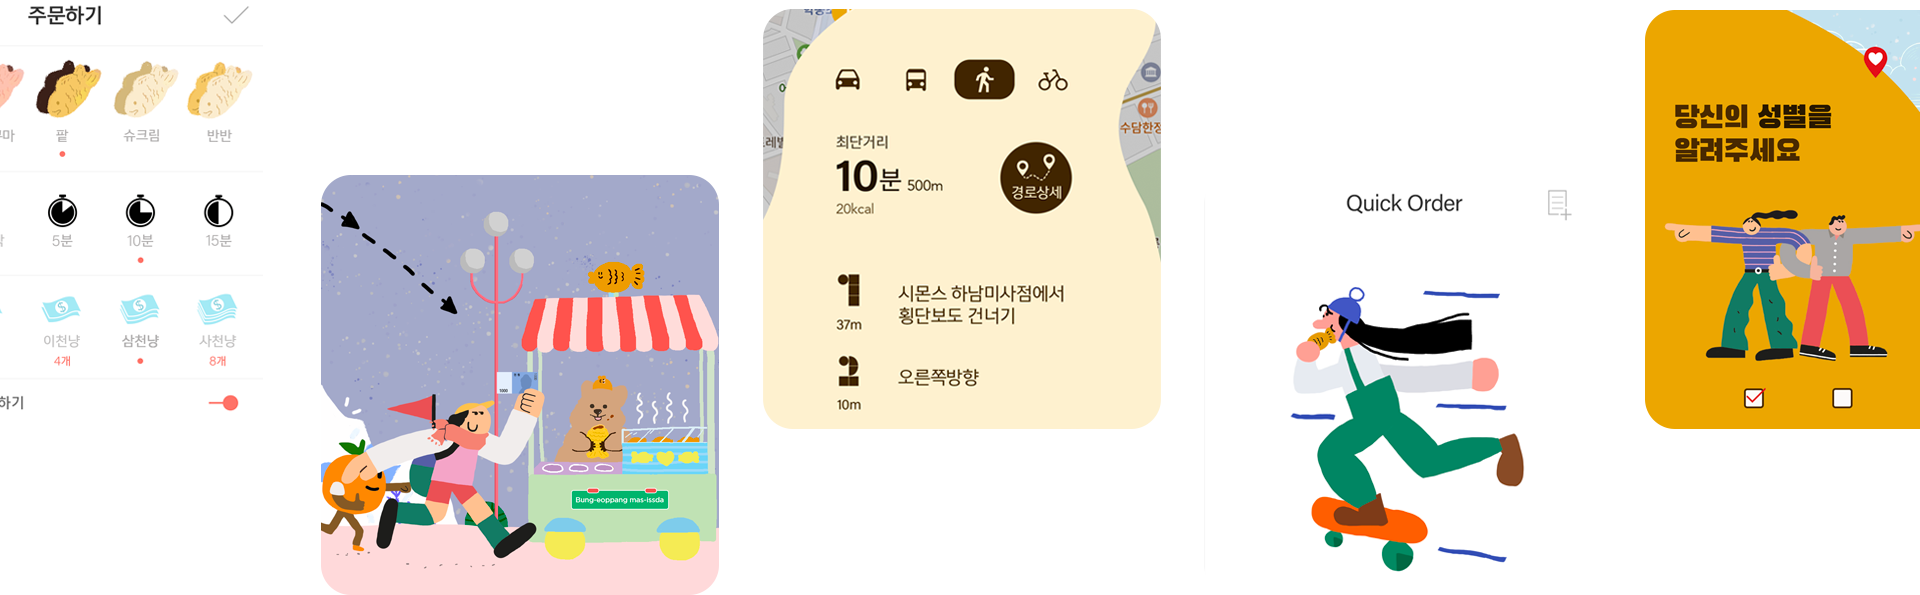 주문하기
팥
슈크림
반반
5분
10분
15분
이천냥
삼천냥
사천냥
4개
8개
하기
1000
Bung-eoppang mas-issda
최단거리
10분 500m
20kcal
경로상세
수담한정
1
시몬스 하남미사점에서
횡단보도 건너기
37m
2
오른쪽방향
10m
Quick Order
당신의 성별을
알려주세요